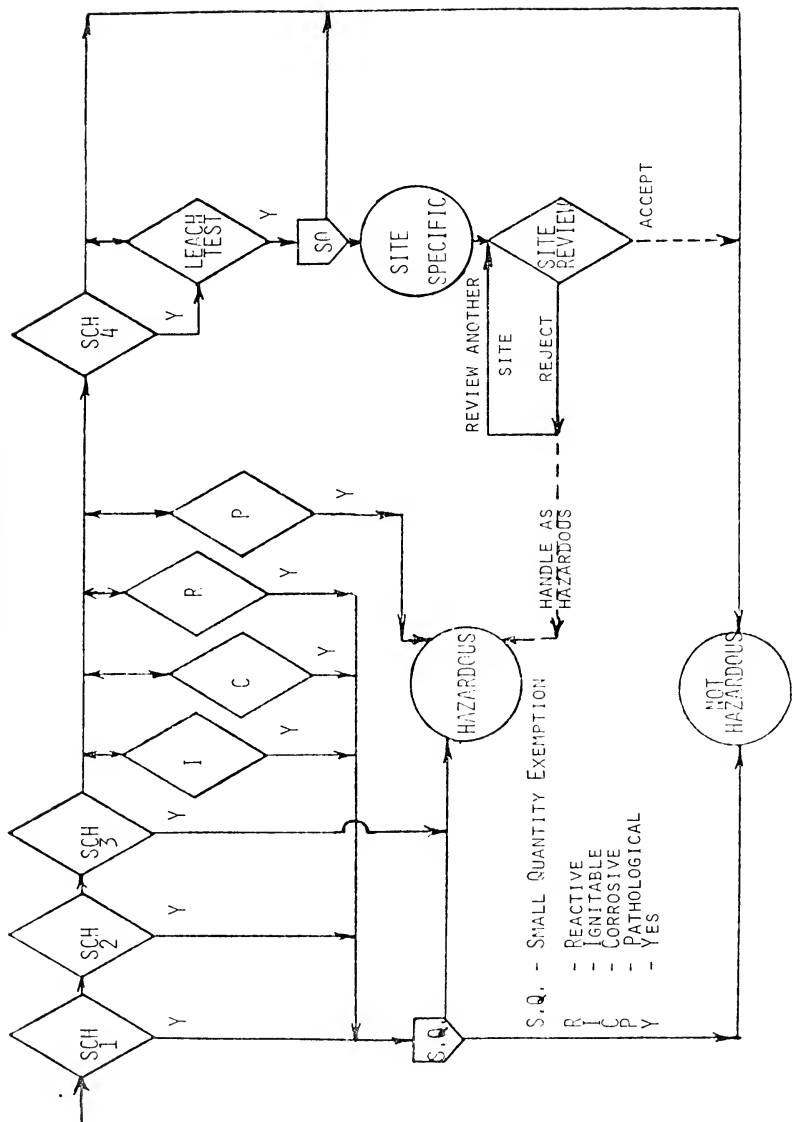 SCH
1
Y
SCH
2
Y
SCH
3
Y
I
Y
C
Y
R
Y
P
Y
SCH
4
Y
LEACH
TEST
Y
SQ
SITE
SPECIFIC
SITE
REVIEW
ACCEPT
REVIEW ANOTHER
SITE
REJECT
HANDLE AS
HAZARDOUS
HAZARDOUS
NOT
HAZARDOUS
S.Q.
S.Q. - SMALL QUANTITY EXEMPTION
R - REACTIVE
I - IGNITABLE
C - CORROSIVE
P - PATHOLOGICAL
Y - YES